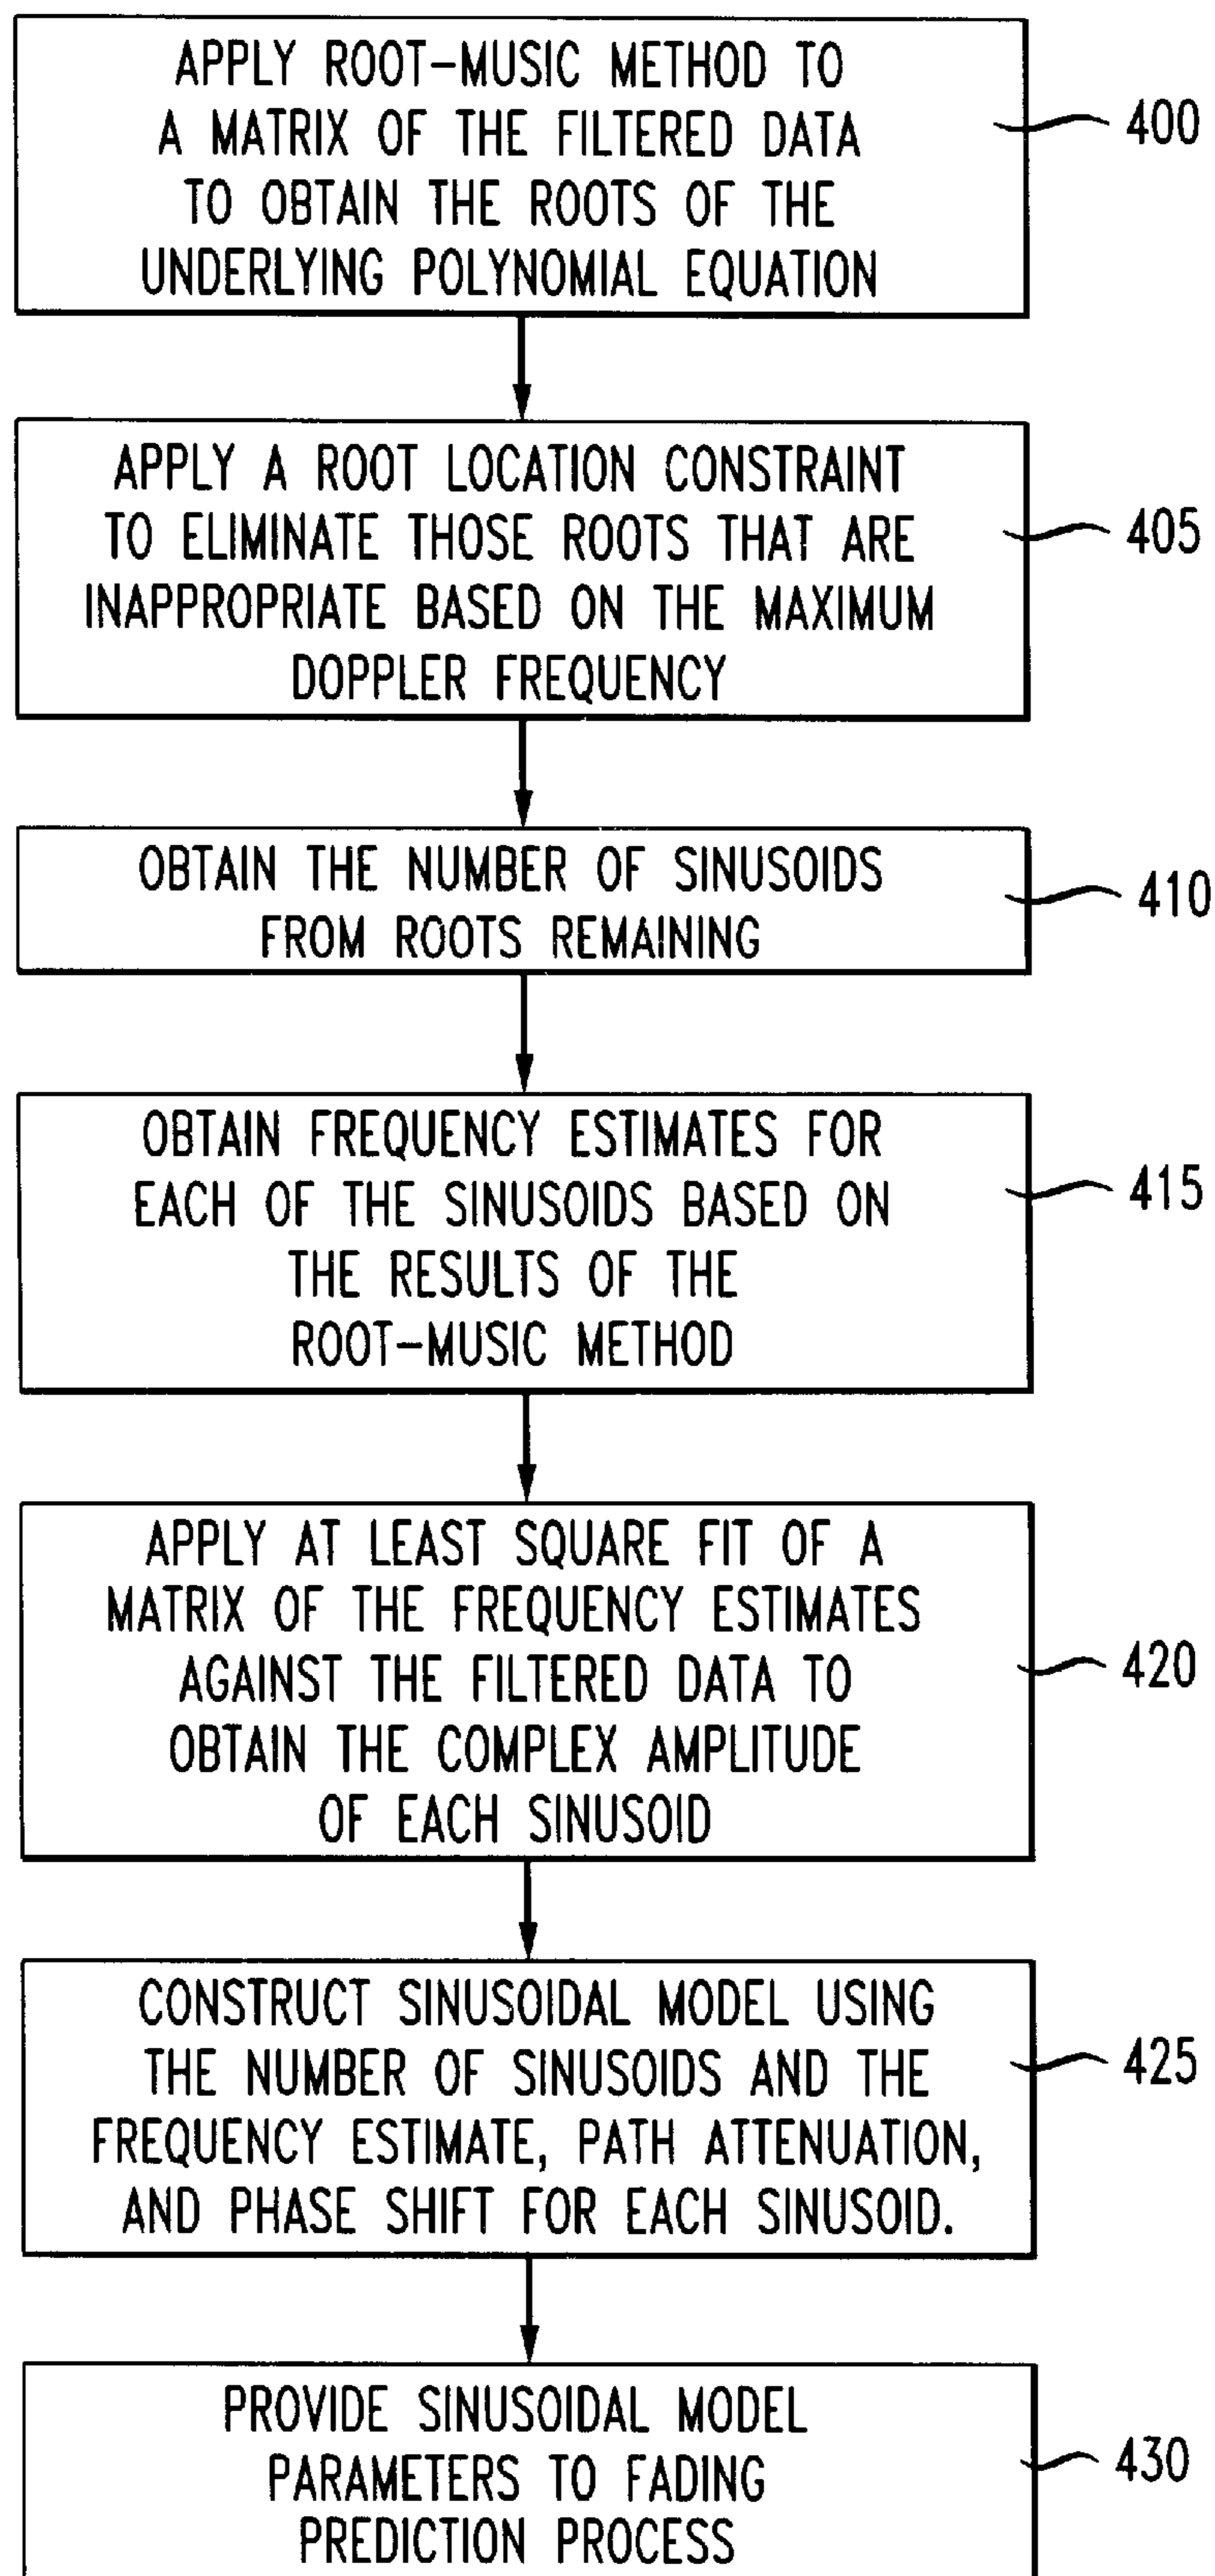 APPLY ROOT-MUSIC METHOD TO
A MATRIX OF THE FILTERED DATA
TO OBTAIN THE ROOTS OF THE
UNDERLYING POLYNOMIAL EQUATION
400
APPLY A ROOT LOCATION CONSTRAINT
TO ELIMINATE THOSE ROOTS THAT ARE
INAPPROPRIATE BASED ON THE MAXIMUM
DOPPLER FREQUENCY
405
OBTAIN THE NUMBER OF SINUSOIDS
FROM ROOTS REMAINING
410
OBTAIN FREQUENCY ESTIMATES FOR
EACH OF THE SINUSOIDS BASED ON
THE RESULTS OF THE
ROOT-MUSIC METHOD
415
APPLY AT LEAST SQUARE FIT OF A
MATRIX OF THE FREQUENCY ESTIMATES
AGAINST THE FILTERED DATA TO
OBTAIN THE COMPLEX AMPLITUDE
OF EACH SINUSOID
420
CONSTRUCT SINUSOIDAL MODEL USING
THE NUMBER OF SINUSOIDS AND THE
FREQUENCY ESTIMATE, PATH ATTENUATION,
AND PHASE SHIFT FOR EACH SINUSOID.
425
PROVIDE SINUSOIDAL MODEL
PARAMETERS TO FADING
PREDICTION PROCESS
430